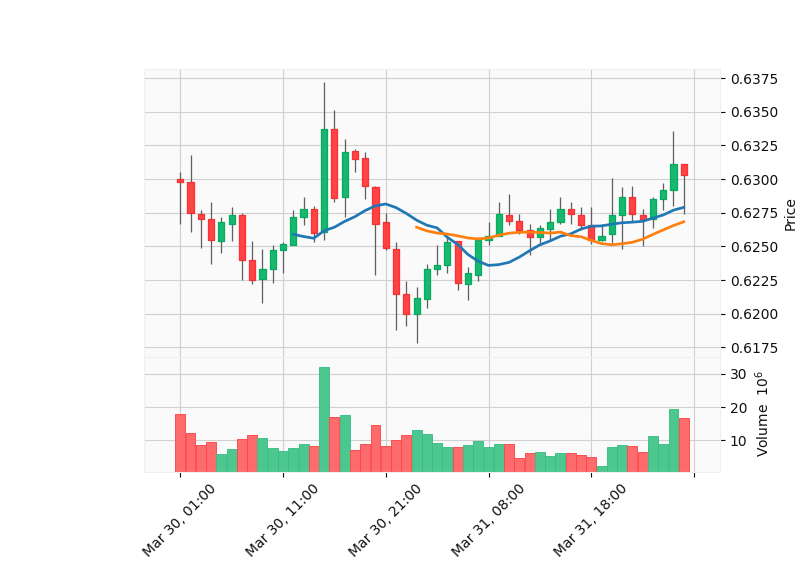 0.6375
0.6350
0.6325
0.6300
0.6275
0.6250
0.6225
0.6200
0.6175
Price
30
20
10
Volume 10⁶
Mar 30, 01:00
Mar 30, 11:00
Mar 30, 21:00
Mar 31, 08:00
Mar 31, 18:00